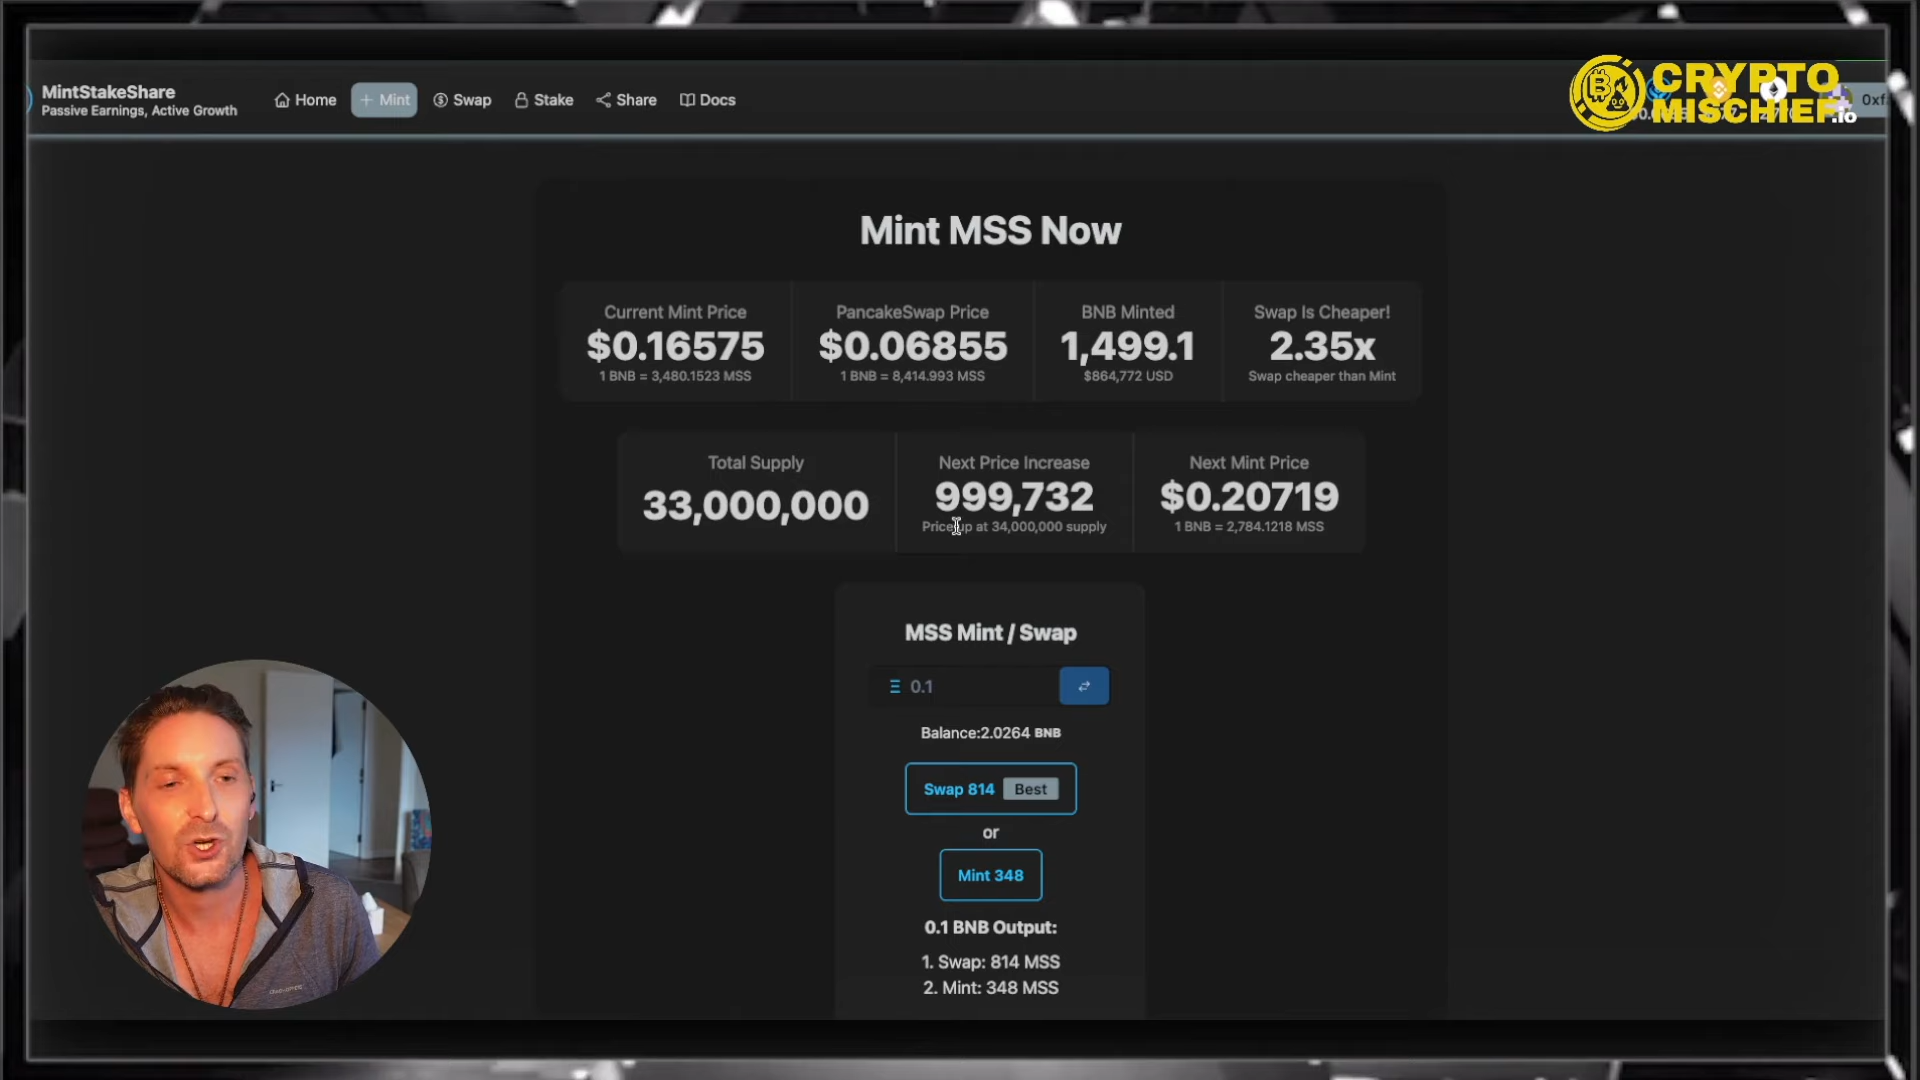 MintStakeShare
Passive Earnings, Active Growth
Home
+ Mint
Swap
Stake
Share
Docs
CRYPTO
MISCHIEF.io
0xf
Mint MSS Now
Current Mint Price
$0.16575
1 BNB = 3,480.1523 MSS
PancakeSwap Price
$0.06855
1 BNB = 8,414.993 MSS
BNB Minted
1,499.1
$864,772 USD
Swap Is Cheaper!
2.35x
Swap cheaper than Mint
Total Supply
33,000,000
Next Price Increase
999,732
Price up at 34,000,000 supply
Next Mint Price
$0.20719
1 BNB = 2,784.1218 MSS
MSS Mint / Swap
0.1
Balance:2.0264 BNB
Swap 814 Best
or
Mint 348
0.1 BNB Output:
1. Swap: 814 MSS
2. Mint: 348 MSS